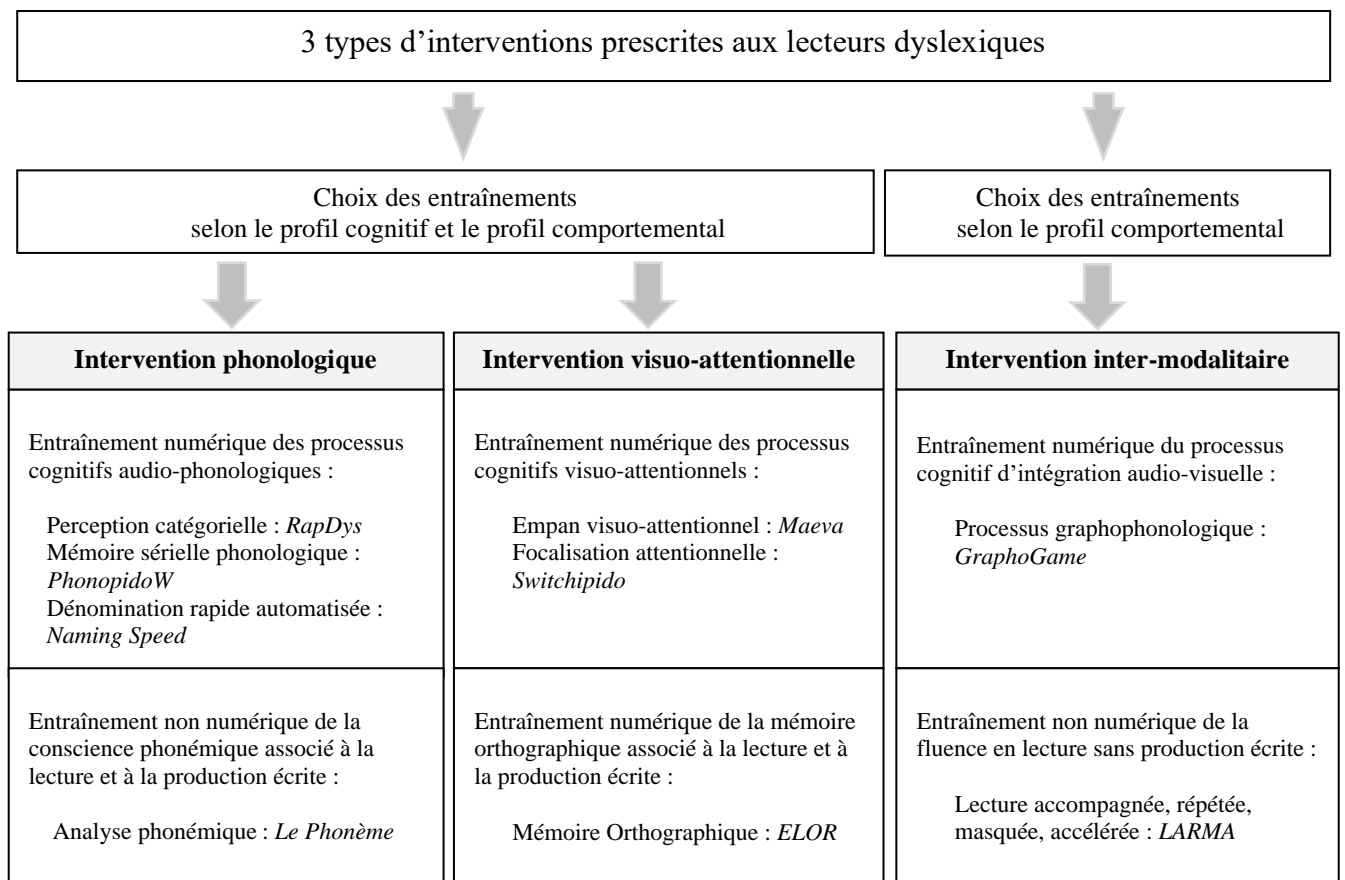 3 types d’interventions prescrites aux lecteurs dyslexiques
Choix des entraînements
selon le profil cognitif et le profil comportemental
Choix des entraînements
selon le profil comportemental
Intervention phonologique
Entraînement numérique des processus
cognitifs audio-phonologiques :
Perception catégorielle : RapDys
Mémoire sérielle phonologique :
PhonopidoW
Dénomination rapide automatisée :
Naming Speed
Entraînement non numérique de la
conscience phonémique associé à la
lecture et à la production écrite :
Analyse phonémique : Le Phonème
Intervention visuo-attentionnelle
Entraînement numérique des processus
cognitifs visuo-attentionnels :
Empan visuo-attentionnel : Maeva
Focalisation attentionnelle :
Switchipido
Entraînement numérique de la mémoire
orthographique associé à la lecture et à
la production écrite :
Mémoire Orthographique : ELOR
Intervention inter-modalitaire
Entraînement numérique du processus
cognitif d’intégration audio-visuelle :
Processus graphophonologique :
GraphoGame
Entraînement non numérique de la
fluence en lecture sans production écrite :
Lecture accompagnée, répétée,
masquée, accélérée : LARMA